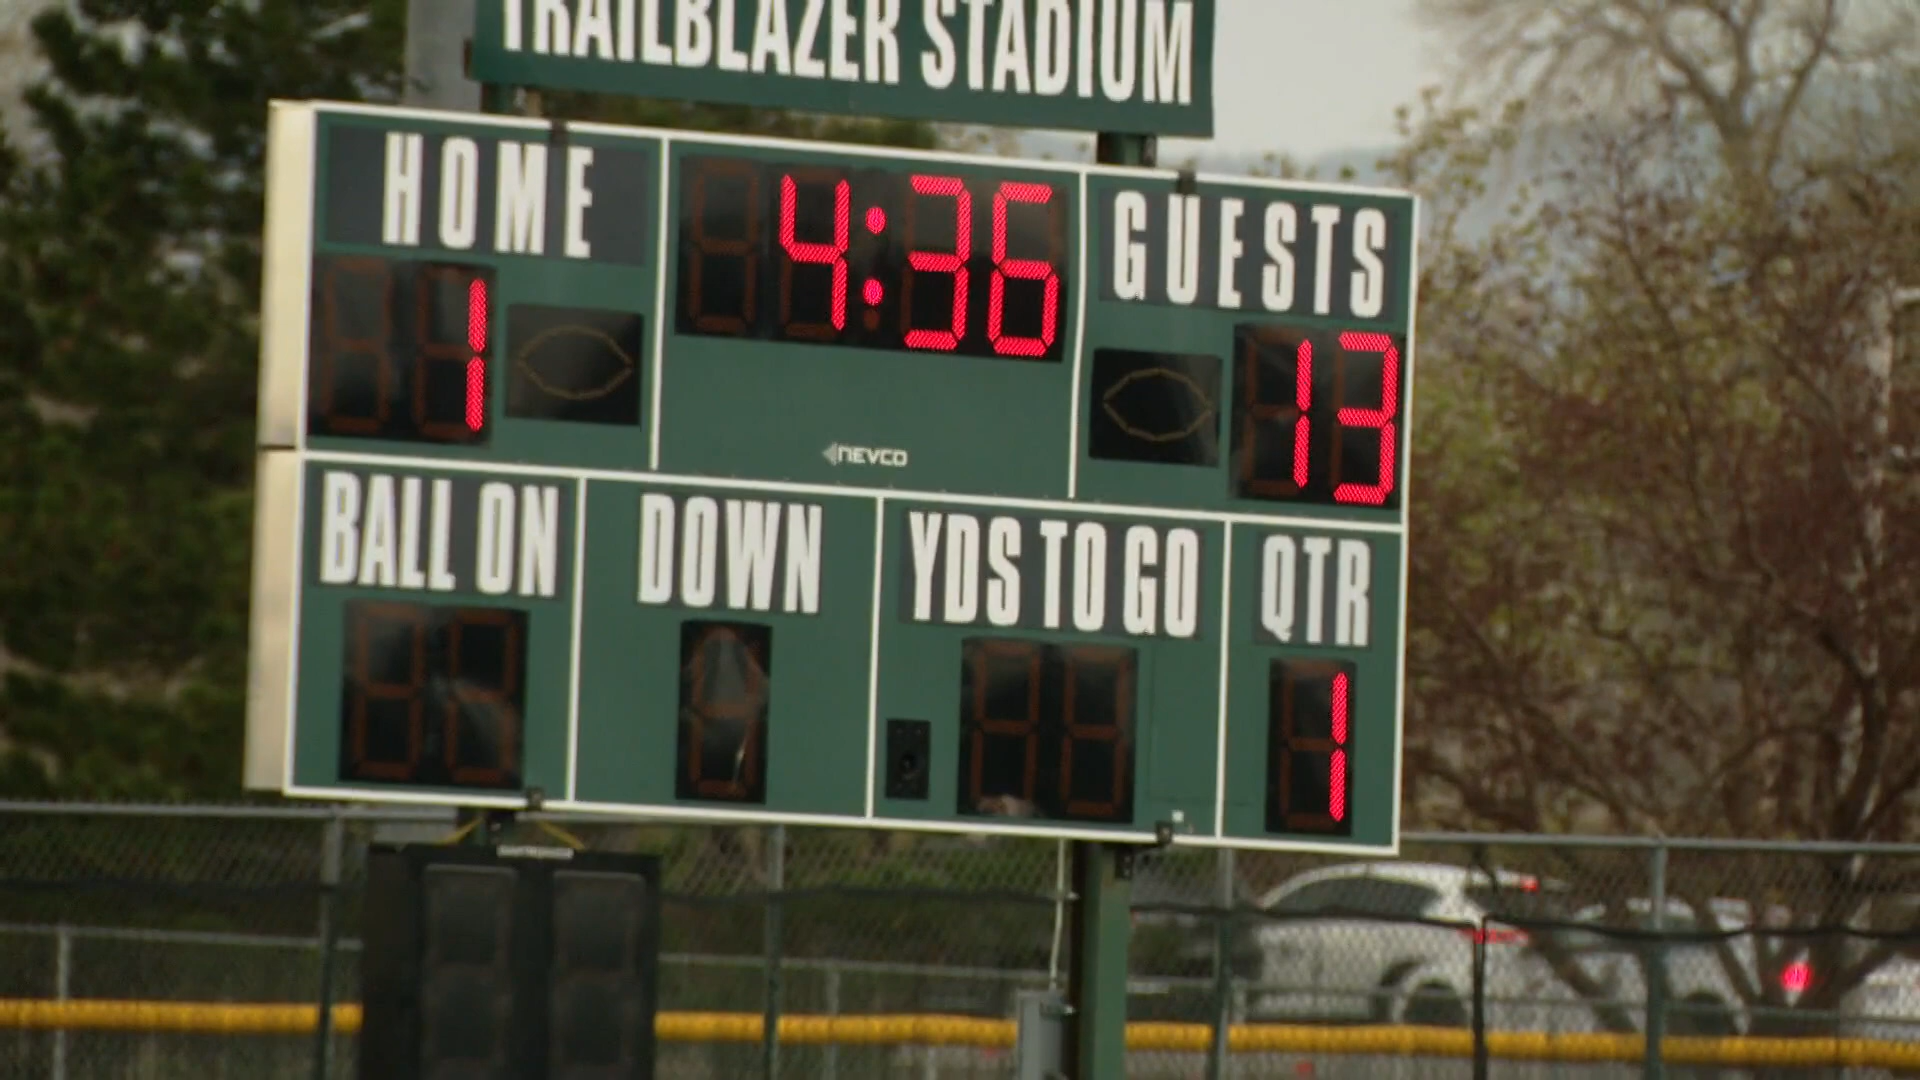 TRAILBLAZER STADIUM
HOME 4:36 GUESTS
1 13
NEVCO
BALL ON DOWN YDS TO GO QTR
1